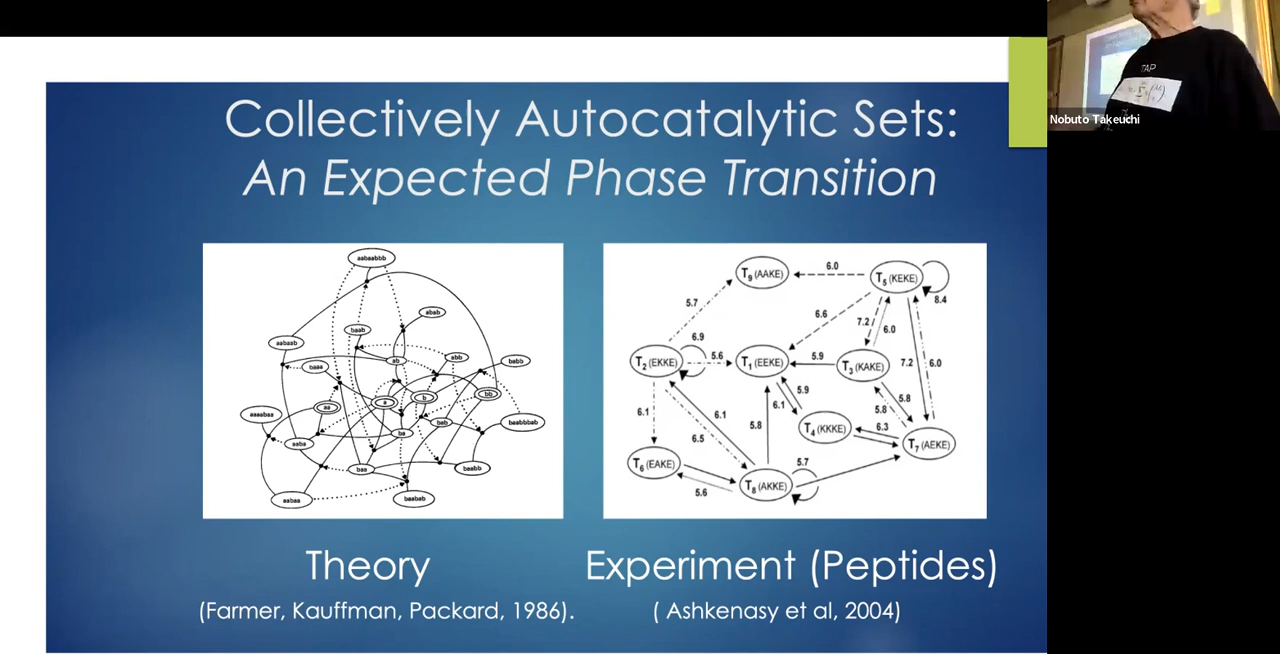 Collectively Autocatalytic Sets:
An Expected Phase Transition
aabaabbb
abab
baab
aabaab
ab
abb
babb
baaa
bb
a
b
aa
aaaabaa
bab
baabbbab
ba
aaba
baa
baabb
aabaa
baabab
T9 (AAKE)
6.0
T5 (KEKE)
8.4
5.7
6.6
7.2
6.0
6.9
T2 (EKKE)
5.6
T1 (EEKE)
5.9
T3 (KAKE)
7.2
6.0
5.9
6.1
5.8
5.8
6.1
6.1
5.8
T4 (KKKE)
6.3
T7 (AEKE)
6.5
T6 (EAKE)
5.7
T8 (AKKE)
5.6
Theory
Experiment (Peptides)
(Farmer, Kauffman, Packard, 1986).
( Ashkenasy et al, 2004)
TAP
Nobuto Takeuchi